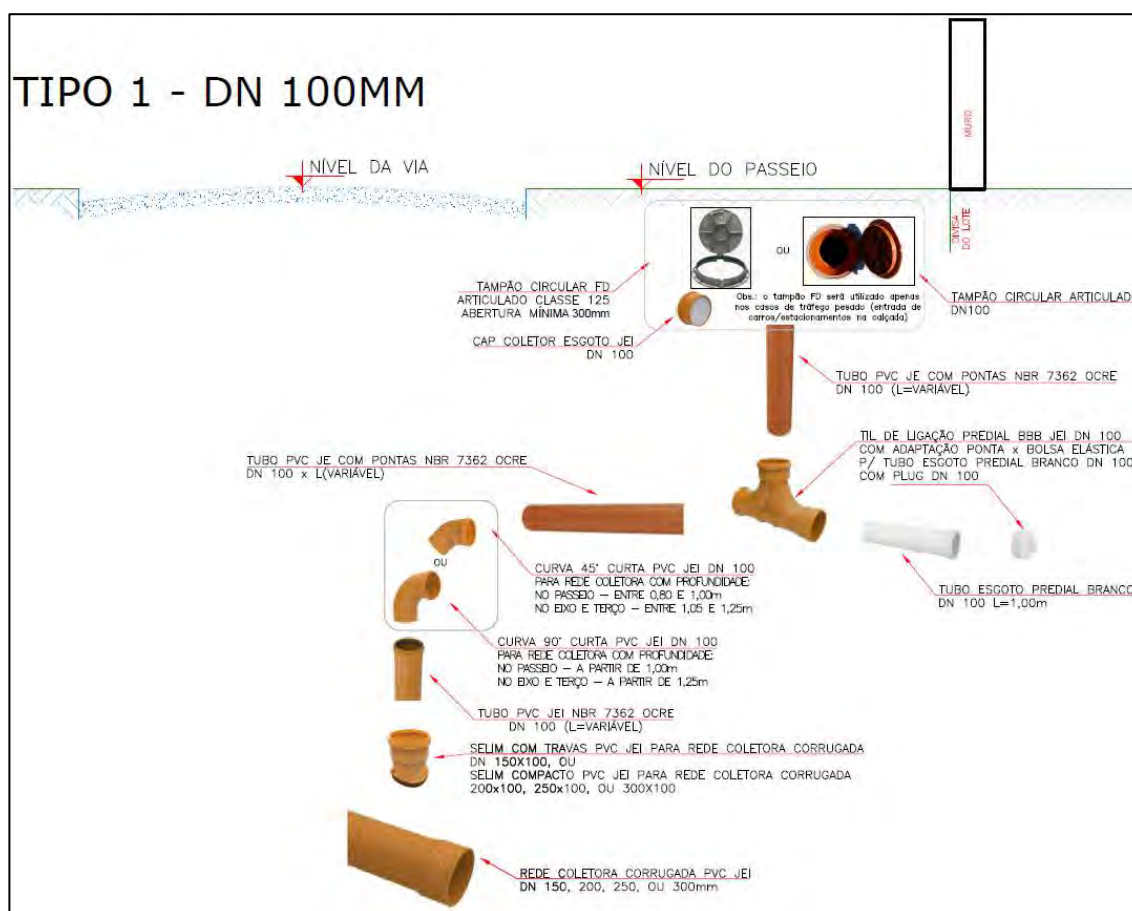 TIPO 1 - DN 100MM
MURO
NÍVEL DA VIA
NÍVEL DO PASSEIO
DIVISA
DO LOTE
OU
TAMPÃO CIRCULAR FD
ARTICULADO CLASSE 125
ABERTURA MÍNIMA 300mm
Obs.: o tampão FD será utilizado apenas
nos casos de tráfego pesado (entrada de
carros/estacionamentos na calçada)
TAMPÃO CIRCULAR ARTICULAD
DN100
CAP COLETOR ESGOTO JEI
DN 100
TUBO PVC JE COM PONTAS NBR 7362 OCRE
DN 100 (L=VARIÁVEL)
TIL DE LIGAÇÃO PREDIAL BBB JEI DN 100
COM ADAPTAÇÃO PONTA x BOLSA ELÁSTICA
P/ TUBO ESGOTO PREDIAL BRANCO DN 100
COM PLUG DN 100
TUBO PVC JE COM PONTAS NBR 7362 OCRE
DN 100 x L(VARIÁVEL)
OU
CURVA 45° CURTA PVC JEI DN 100
PARA REDE COLETORA COM PROFUNDIDADE:
NO PASSEIO – ENTRE 0,80 E 1,00m
NO EIXO E TERÇO – ENTRE 1,05 E 1,25m
TUBO ESGOTO PREDIAL BRANCO
DN 100 L=1,00m
CURVA 90° CURTA PVC JEI DN 100
PARA REDE COLETORA COM PROFUNDIDADE:
NO PASSEIO – A PARTIR DE 1,00m
NO EIXO E TERÇO – A PARTIR DE 1,25m
TUBO PVC JEI NBR 7362 OCRE
DN 100 (L=VARIÁVEL)
SELIM COM TRAVAS PVC JEI PARA REDE COLETORA CORRUGADA
DN 150X100, OU
SELIM COMPACTO PVC JEI PARA REDE COLETORA CORRUGADA
200x100, 250x100, OU 300X100
REDE COLETORA CORRUGADA PVC JEI
DN 150, 200, 250, OU 300mm